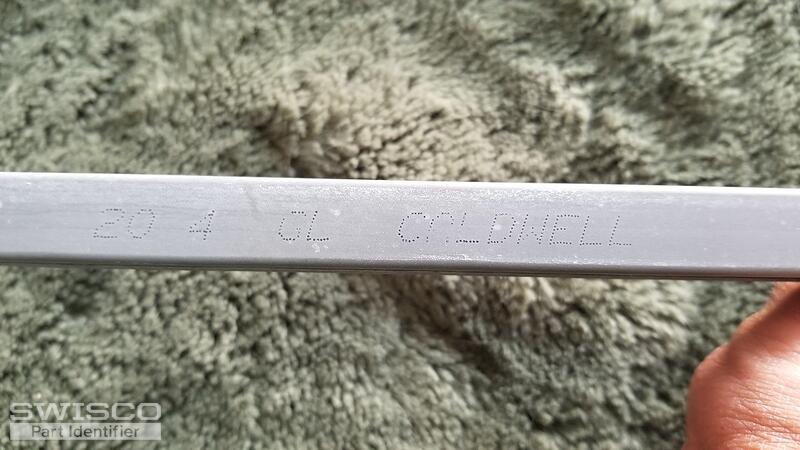 20 4 GL CALDWELL
SWISCO
Part Identifier